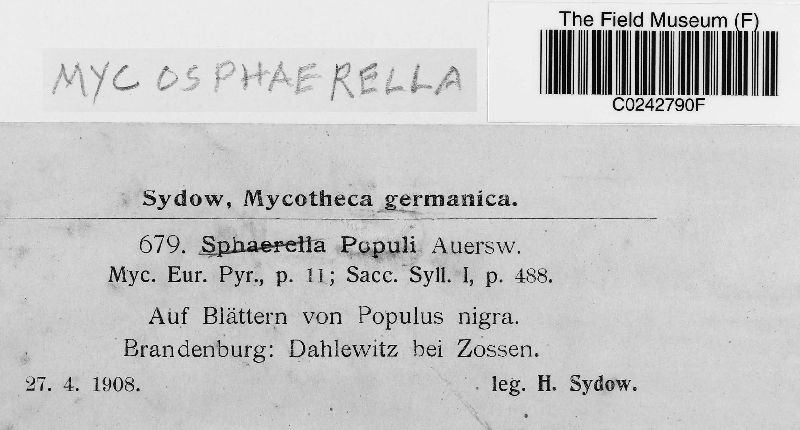 The Field Museum (F)
C0242790F
MYCOSPHAERELLA
Sydow, Mycotheca germanica.
679. Sphaerella Populi Auersw.
Myc. Eur. Pyr., p. 11; Sacc. Syll. I, p. 488.
Auf Blättern von Populus nigra.
Brandenburg: Dahlewitz bei Zossen.
27. 4. 1908. leg. H. Sydow.